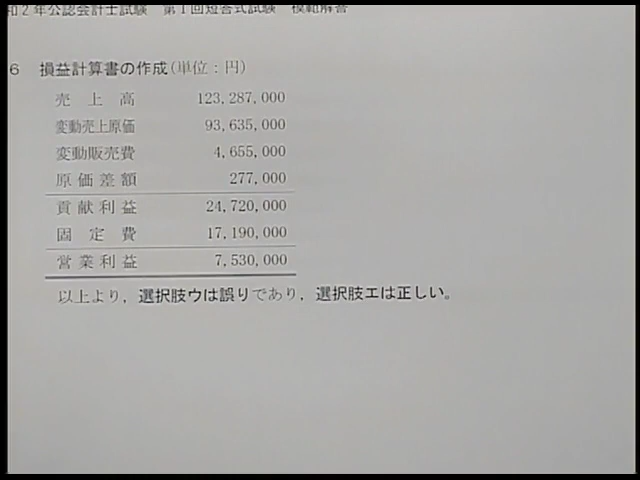 和2年公認会計士試験 第1回短答式試験 模範解答
6 損益計算書の作成(単位：円)
売上高 123,287,000
変動売上原価 93,635,000
変動販売費 4,655,000
原価差額 277,000
貢献利益 24,720,000
固定費 17,190,000
営業利益 7,530,000
以上より，選択肢ウは誤りであり，選択肢エは正しい。